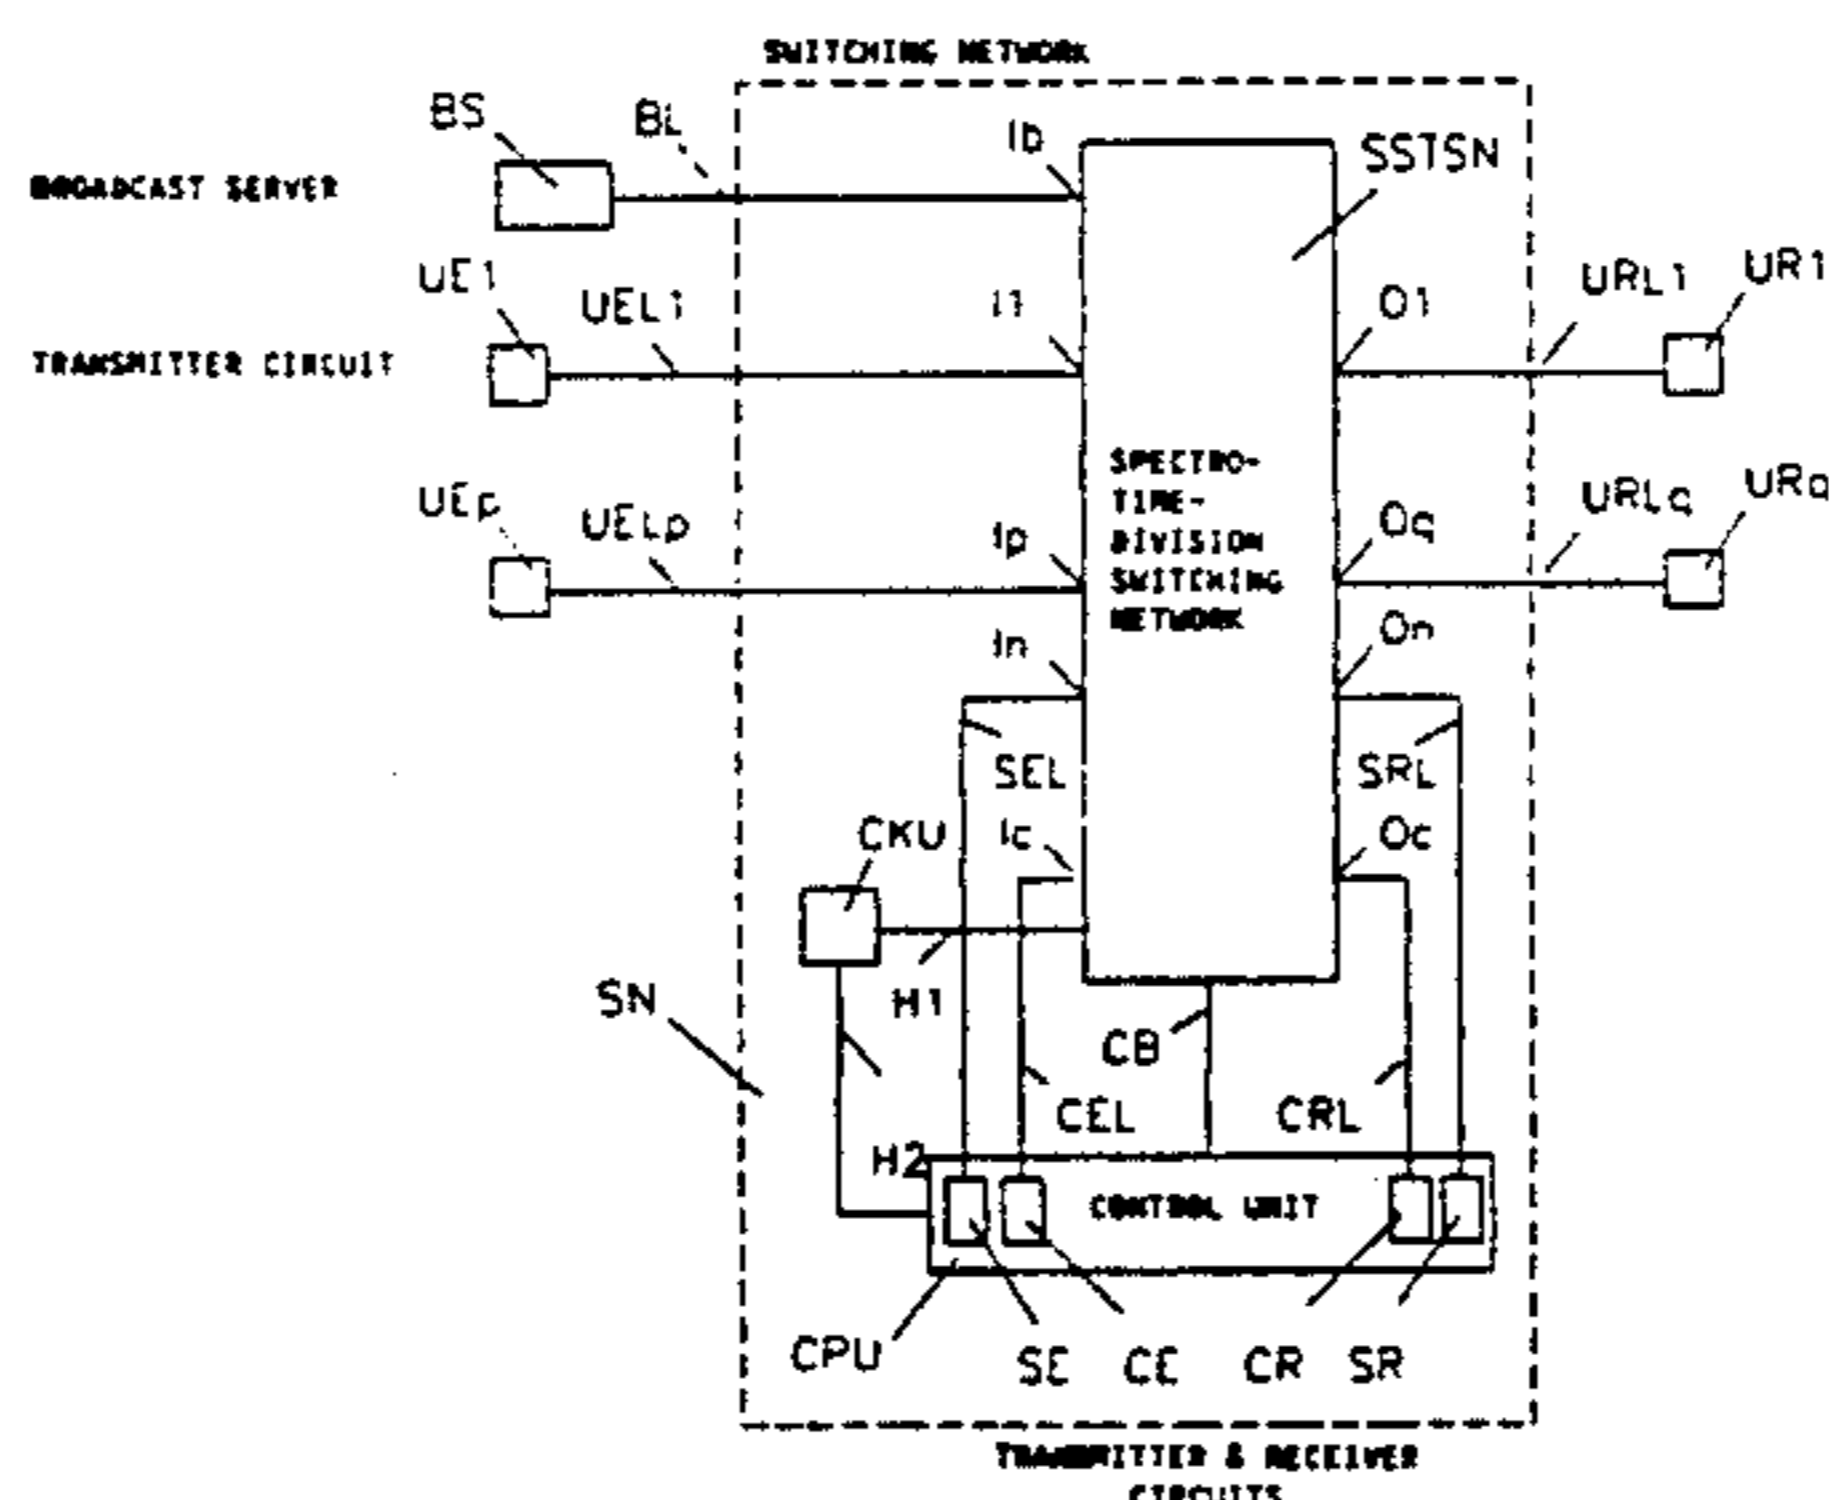 SWITCHING NETWORK
BS
BL
Ib
SSTSN
BROADCAST SERVER
UE1
UEL1
I1
O1
URL1
UR1
TRANSMITTER CIRCUIT
SPECTRO-
TIME-
DIVISION
SWITCHING
NETWORK
UEp
UELp
Ip
Oq
URLq
URq
In
On
SEL
SRL
CKU
Ic
Oc
SN
H1
CB
CEL
CRL
H2
CONTROL UNIT
CPU
SE
CE
CR
SR
TRANSMITTER & RECEIVER
CIRCUITS